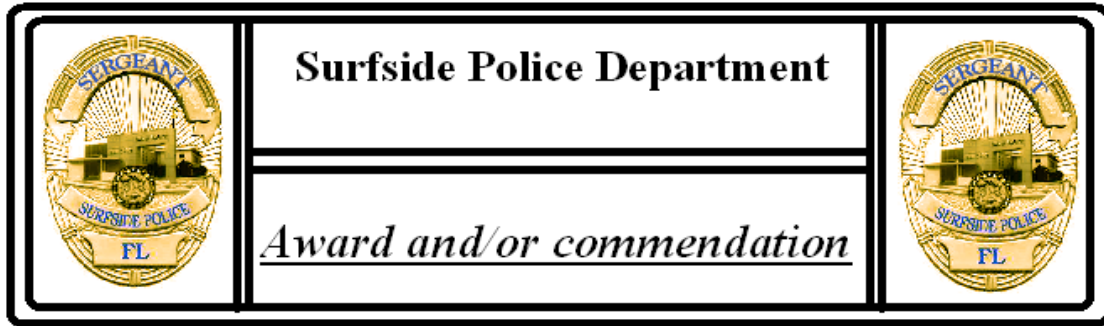 SERGEANT
SURFSIDE POLICE
FL
Surfside Police Department
Award and/or commendation
SERGEANT
SURFSIDE POLICE
FL